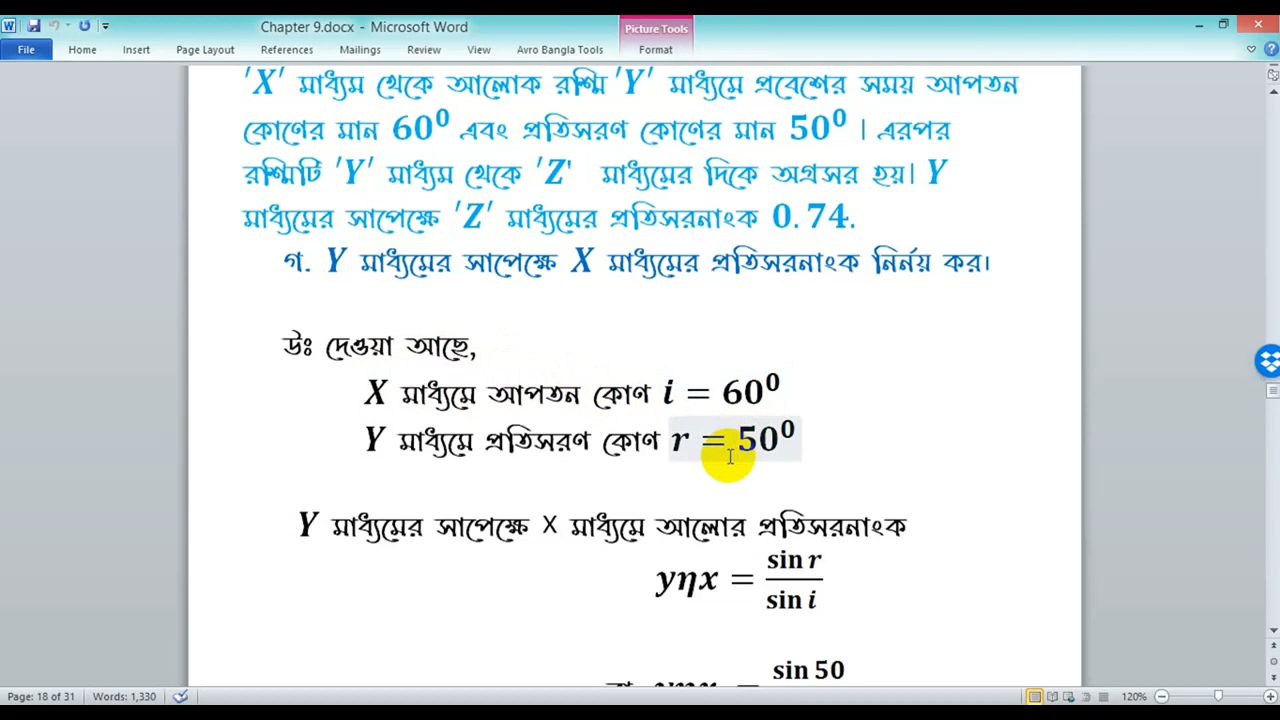 Chapter 9.docx - Microsoft Word
Picture Tools
File Home Insert Page Layout References Mailings Review View Avro Bangla Tools Format
'X' মাধ্যম থেকে আলোক রশ্মি 'Y' মাধ্যমে প্রবেশের সময় আপতন
কোণের মান 60⁰ এবং প্রতিসরণ কোণের মান 50⁰ । এরপর
রশ্মিটি 'Y' মাধ্যম থেকে 'Z' মাধ্যমের দিকে অগ্রসর হয়। Y
মাধ্যমের সাপেক্ষে 'Z' মাধ্যমের প্রতিসরনাংক 0.74.
গ. Y মাধ্যমের সাপেক্ষে X মাধ্যমের প্রতিসরনাংক নির্নয় কর।
উঃ দেওয়া আছে,
X মাধ্যমে আপতন কোণ i = 60⁰
Y মাধ্যমে প্রতিসরণ কোণ r = 50⁰
Y মাধ্যমের সাপেক্ষে X মাধ্যমে আলোর প্রতিসরনাংক
yηx = sin r / sin i
sin 50
Page: 18 of 31 Words: 1,330 120%